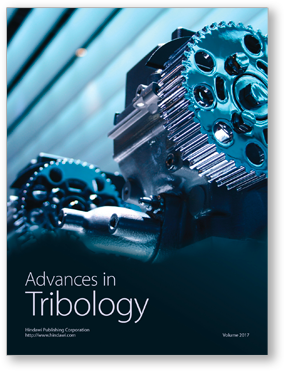 Advances in
Tribology
Hindawi Publishing Corporation
http://www.hindawi.com
Volume 2017